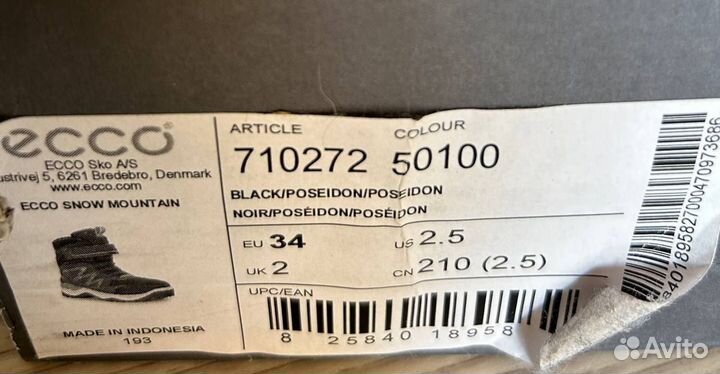 ecco®
ECCO Sko A/S
ustrivej 5, 6261 Bredebro, Denmark
www.ecco.com
ECCO SNOW MOUNTAIN
MADE IN INDONESIA
193
ARTICLE COLOUR
710272 50100
BLACK/POSEIDON/POSEIDON
NOIR/POSÉIDON/POSÉIDON
EU 34 US 2.5
UK 2 CN 210 (2.5)
UPC/EAN
8 25840 18958
8401895827000470973686
Avito